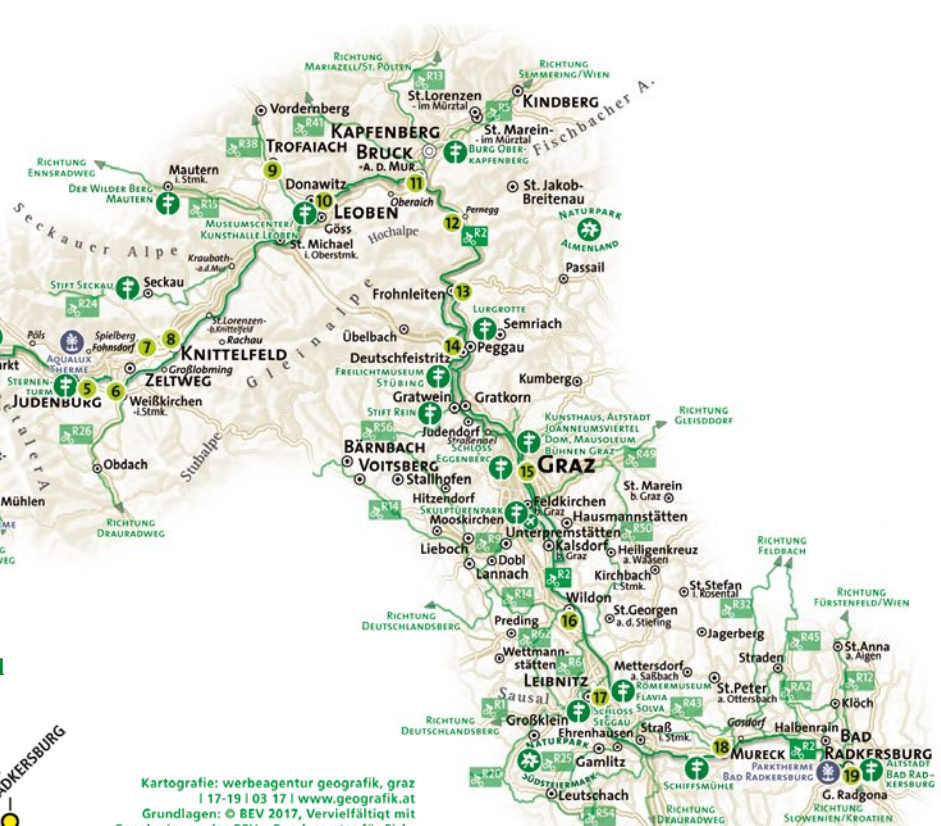 RICHTUNG
MARIAZELL/ST. PÖLTEN
R13
RICHTUNG
SEMMERING/WIEN
St.Lorenzen
- im Mürztal
R5
KINDBERG
Vordernberg
R41
KAPFENBERG
St. Marein-
- im Mürztal
Fischbacher A.
R38
TROFAIACH
BRUCK
-A. D. MUR
BURG OBER-
KAPFENBERG
RICHTUNG
ENNSRADWEG
Mautern
i. Stmk.
9
11
DER WILDER BERG
MAUTERN
Donawitz
10
Oberaich
St. Jakob-
Breitenau
R15
LEOBEN
Göss
Pernegg
12
R2
NATURPARK
ALMENLAND
Seckauer Alpe
MUSEUMSCENTER/
KUNSTHALLE LEOBEN
Hochalpe
St. Michael
i. Oberstmk.
Kraubath-
-a.d.Mur
Passail
STIFT SECKAU
Seckau
Frohnleiten
13
R24
Gleinalpe
LURGROTTE
Semriach
St.Lorenzen-
-b.Knittelfeld
Übelbach
Pöls
Spielberg
Fohnsdorf
7
8
Rachau
14
Peggau
AQUALUX
THERME
KNITTELFELD
Deutschfeistritz
rkt
Großlobming
FREILICHTMUSEUM
STÜBING
Kumberg
STERNEN-
TURM
5
6
ZELTWEG
JUDENBURG
Weißkirchen
-i.Stmk.
Gratwein
Gratkorn
STIFT REIN
R26
R56
Judendorf
Straßengel
KUNSTHAUS, ALTSTADT
JOANNEUMSVIERTEL
DOM, MAUSOLEUM
BÜHNEN GRAZ
RICHTUNG
GLEISDDORF
Stubalpe
BÄRNBACH
SCHLOSS
EGGENBERG
R49
Obdach
VOITSBERG
15
GRAZ
Stallhofen
St. Marein
b. Graz
Mühlen
Hitzendorf
Feldkirchen
b. Graz
RICHTUNG
DRAURADWEG
R14
SKULPTURENPARK
Hausmannstätten
Mooskirchen
Unterpremstätten
R50
RICHTUNG
FELDBACH
Lieboch
R9
Kalsdorf
b. Graz
Heiligenkreuz
a. Waasen
Dobl
Lannach
R2
Kirchbach
i. Stmk.
St.Stefan
i. Rosental
RICHTUNG
FÜRSTENFELD/WIEN
R14
Wildon
R32
RICHTUNG
DEUTSCHLANDSBERG
16
St.Georgen
a. d. Stiefing
Preding
R62
Jagerberg
R45
St.Anna
a. Aigen
Wettmann-
stätten
R6
Mettersdorf
a. Saßbach
Straden
LEIBNITZ
St.Peter
a. Ottersbach
RA2
R12
Sausal
17
RÖMERMUSEUM
FLAVIA
SOLVA
R1
SCHLOSS
SEGGAU
R43
Klöch
RICHTUNG
DEUTSCHLANDSBERG
Großklein
Straß
i. Stmk.
Gosdorf
Halbenrain
BAD
RADKERSBURG
Ehrenhausen
NATURPARK
SÜDSTEIERMARK
R25
Gamlitz
18
MURECK
R2
PARKTHERME
BAD RADKERSBURG
19
ALTSTADT
BAD RAD-
KERSBURG
R20
SCHIFFSMÜHLE
Leutschach
G. Radgona
R54
RICHTUNG
DRAURADWEG
RICHTUNG
SLOWENIEN/KROATIEN
Kartografie: werbeagentur geografik, graz
| 17-19 | 03 17 | www.geografik.at
Grundlagen: © BEV 2017, Vervielfältigt mit